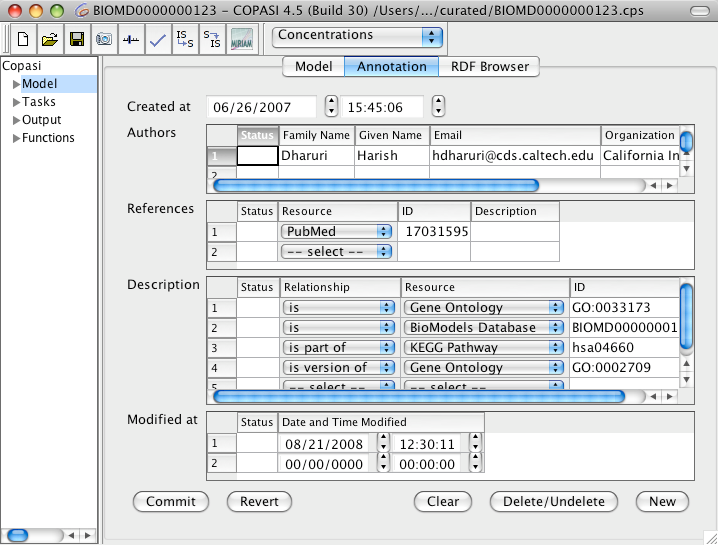 BIOMD0000000123 - COPASI 4.5 (Build 30) /Users/.../curated/BIOMD0000000123.cps
IS S S IS MIRIAM Concentrations
Copasi
Model
Tasks
Output
Functions
Model Annotation RDF Browser
Created at 06/26/2007 15:45:06
Authors
Status Family Name Given Name Email Organization
1 Dharuri Harish hdharuri@cds.caltech.edu California In
2
References
Status Resource ID Description
1 PubMed 17031595
2 -- select --
Description
Status Relationship Resource ID
1 is Gene Ontology GO:0033173
2 is BioModels Database BIOMD00000001
3 is part of KEGG Pathway hsa04660
4 is version of Gene Ontology GO:0002709
5 -- select -- -- select --
Modified at
Status Date and Time Modified
1 08/21/2008 12:30:11
2 00/00/0000 00:00:00
Commit Revert Clear Delete/Undelete New